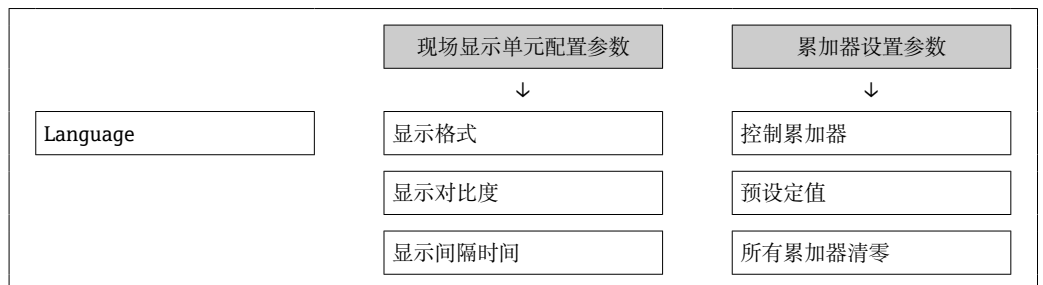 现场显示单元配置参数
累加器设置参数
↓
↓
Language
显示格式
控制累加器
显示对比度
预设定值
显示间隔时间
所有累加器清零